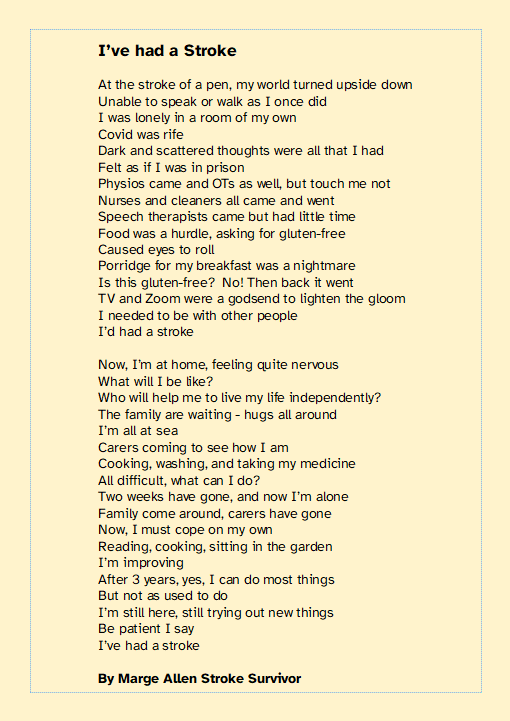 I've had a Stroke
At the stroke of a pen, my world turned upside down
Unable to speak or walk as I once did
I was lonely in a room of my own
Covid was rife
Dark and scattered thoughts were all that I had
Felt as if I was in prison
Physios came and OTs as well, but touch me not
Nurses and cleaners all came and went
Speech therapists came but had little time
Food was a hurdle, asking for gluten-free
Caused eyes to roll
Porridge for my breakfast was a nightmare
Is this gluten-free?  No! Then back it went
TV and Zoom were a godsend to lighten the gloom
I needed to be with other people
I'd had a stroke
Now, I'm at home, feeling quite nervous
What will I be like?
Who will help me to live my life independently?
The family are waiting - hugs all around
I'm all at sea
Carers coming to see how I am
Cooking, washing, and taking my medicine
All difficult, what can I do?
Two weeks have gone, and now I'm alone
Family come around, carers have gone
Now, I must cope on my own
Reading, cooking, sitting in the garden
I'm improving
After 3 years, yes, I can do most things
But not as used to do
I'm still here, still trying out new things
Be patient I say
I've had a stroke
By Marge Allen Stroke Survivor